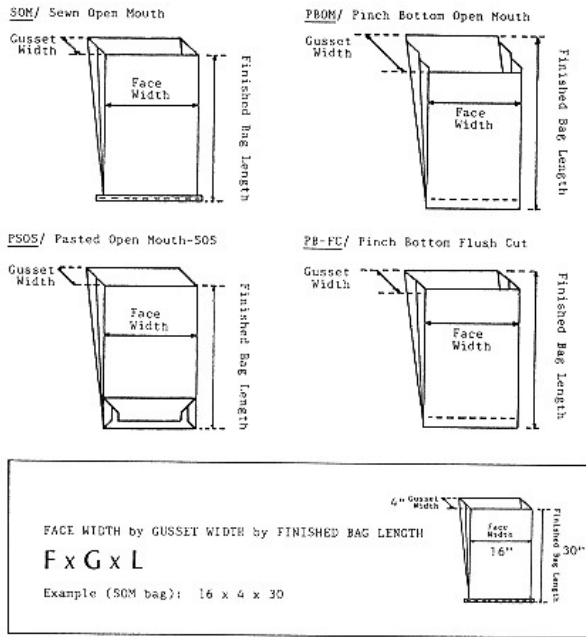 SOM/ Sewn Open Mouth
Gusset
Width
Face
Width
Finished Bag Length
PBOM/ Pinch Bottom Open Mouth
Gusset
Width
Face
Width
Finished Bag Length
PSOS/ Pasted Open Mouth-SOS
Gusset
Width
Face
Width
Finished Bag Length
PB-FC/ Pinch Bottom Flush Cut
Gusset
Width
Face
Width
Finished Bag Length
FACE WIDTH by GUSSET WIDTH by FINISHED BAG LENGTH
F x G x L
Example (SOM bag): 16 x 4 x 30
4" Gusset
Width
Face
Width
16"
Finished Bag Length
30"